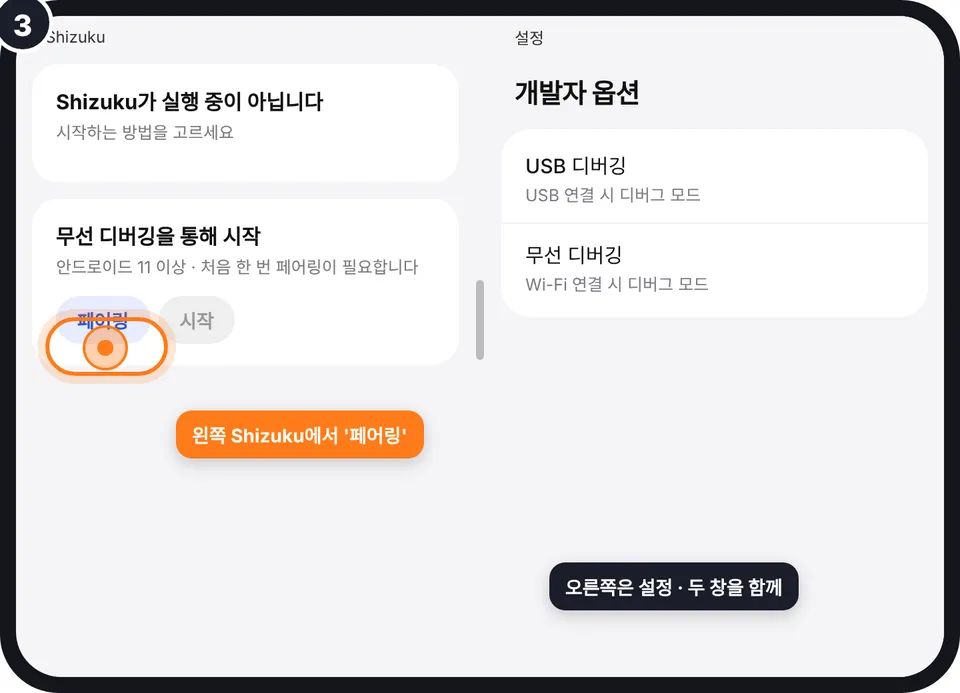 3
Shizuku
Shizuku가 실행 중이 아닙니다
시작하는 방법을 고르세요
무선 디버깅을 통해 시작
안드로이드 11 이상 · 처음 한 번 페어링이 필요합니다
페어링
시작
왼쪽 Shizuku에서 '페어링'
설정
개발자 옵션
USB 디버깅
USB 연결 시 디버그 모드
무선 디버깅
Wi-Fi 연결 시 디버그 모드
오른쪽은 설정 · 두 창을 함께